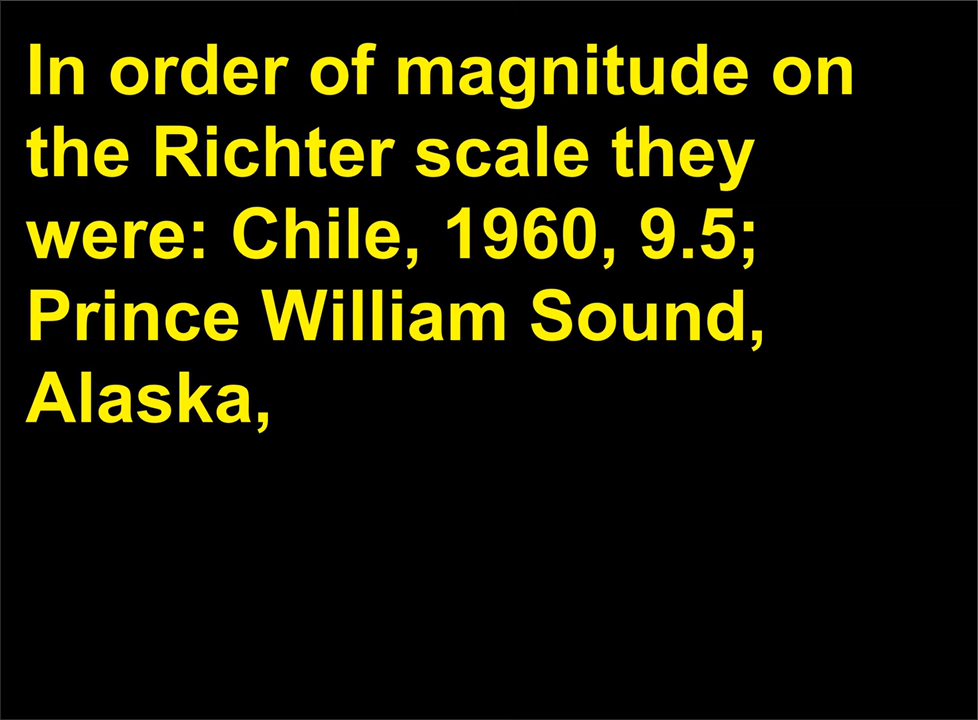 In order of magnitude on
the Richter scale they
were: Chile, 1960, 9.5;
Prince William Sound,
Alaska,